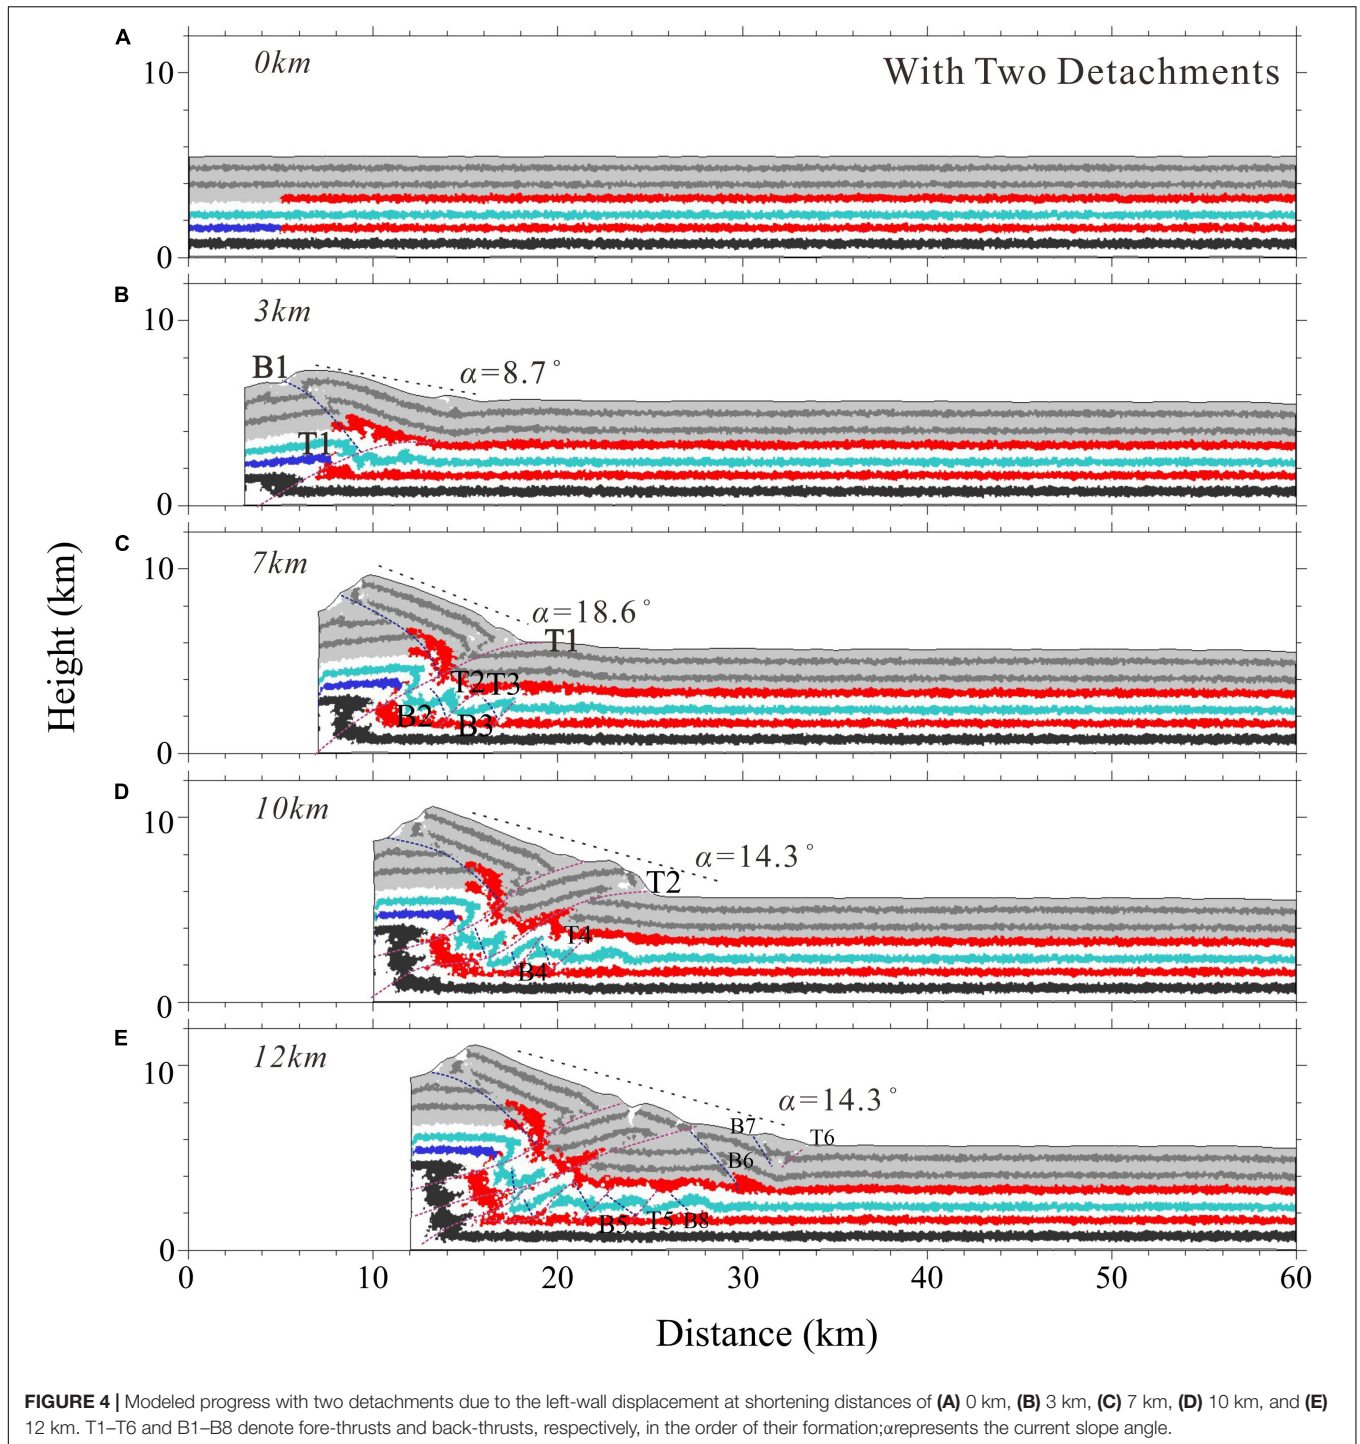 A
0km
With Two Detachments
10
0
B
3km
10
B1
α=8.7°
T1
0
C
7km
10
α=18.6°
T1
T2 T3
B2
B3
0
Height (km)
D
10km
10
α=14.3°
T2
T4
B4
0
E
12km
10
α=14.3°
B7
T6
B6
B5 T5 B8
0
0 10 20 30 40 50 60
Distance (km)
FIGURE 4 | Modeled progress with two detachments due to the left-wall displacement at shortening distances of (A) 0 km, (B) 3 km, (C) 7 km, (D) 10 km, and (E)
12 km. T1–T6 and B1–B8 denote fore-thrusts and back-thrusts, respectively, in the order of their formation;αrepresents the current slope angle.